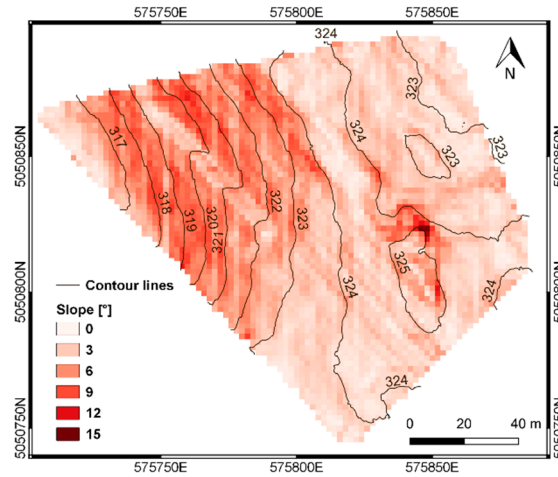 575750E 575800E 575850E
324
N
323
5050850N 317 324 323 323 5050850N
318
319 320 321 322 323
325
5050800N 324 324 5050800N
Contour lines
Slope [°]
0
3
6
9
12
15
324
5050750N 5050750N
0 20 40 m
575750E 575800E 575850E